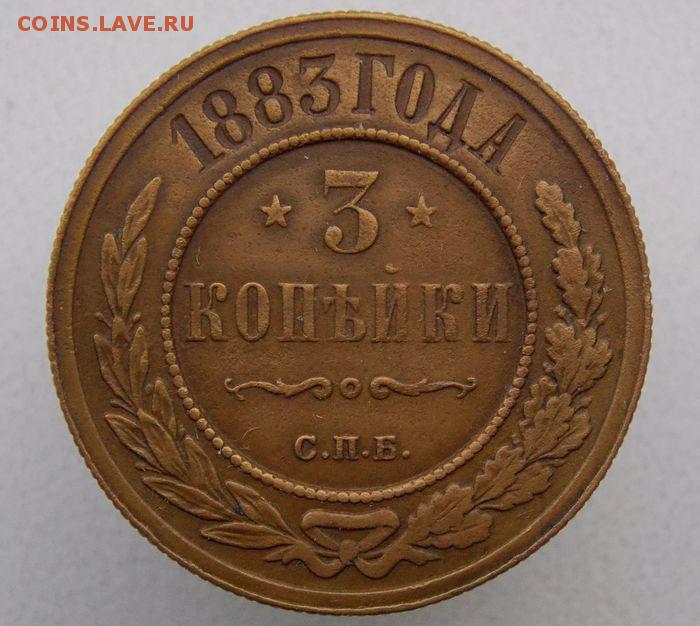 COINS.LAVE.RU
1883 ГОДА
3
КОПѢЙКИ
С.П.Б.